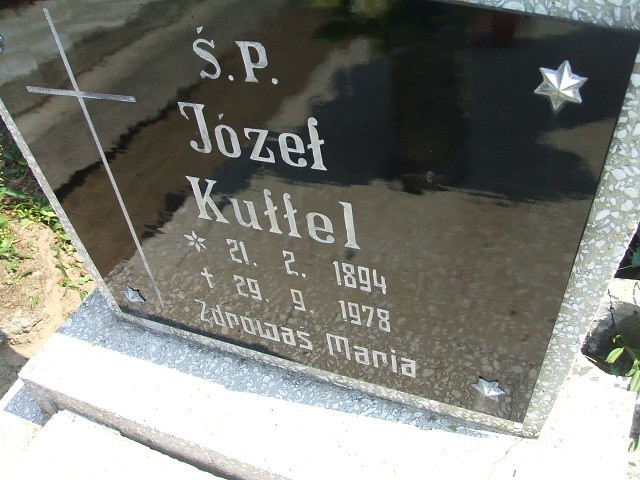 Ś.P.
Józef
Kuffel
* 21. 2. 1894
† 29. 9. 1978
Zdrowaś Maria